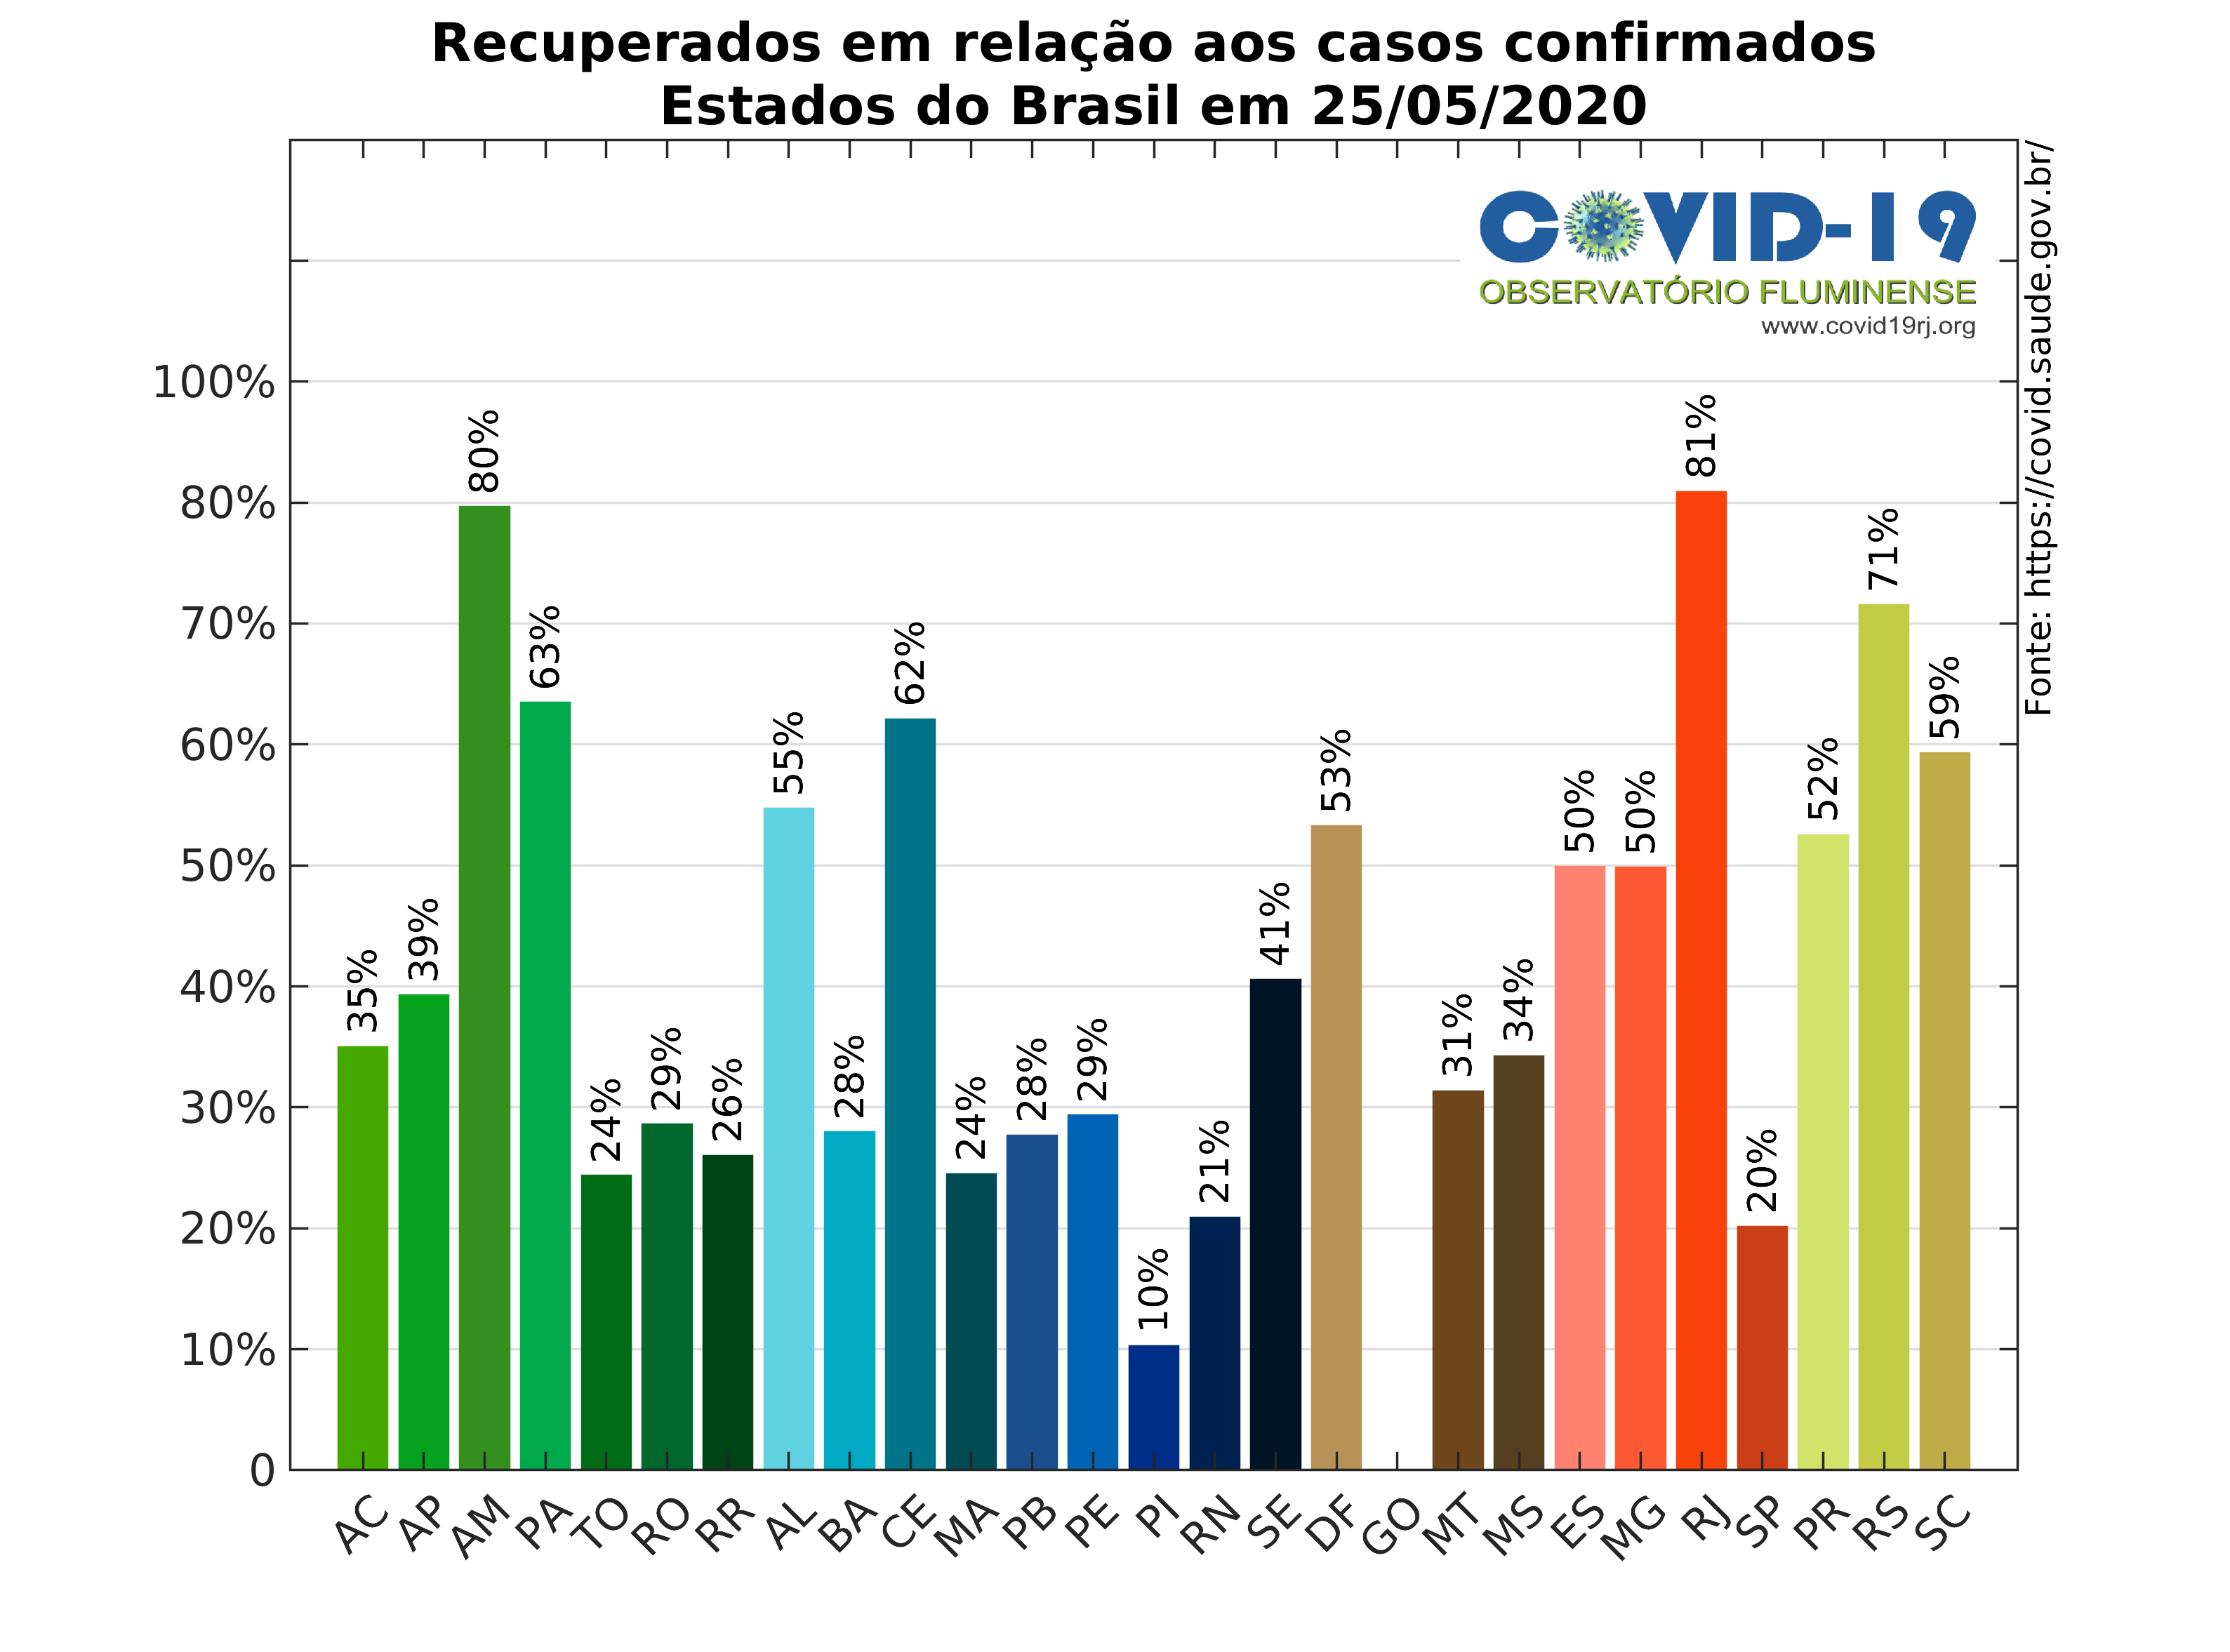 Recuperados em relação aos casos confirmados
Estados do Brasil em 25/05/2020
COVID-19
OBSERVATÓRIO FLUMINENSE
www.covid19rj.org
Fonte: https://covid.saude.gov.br/
100%
80%
70%
60%
50%
40%
30%
20%
10%
0
35%
39%
80%
63%
24%
29%
26%
55%
28%
62%
24%
28%
29%
10%
21%
41%
53%
31%
34%
50%
50%
81%
20%
52%
71%
59%
AC
AP
AM
PA
TO
RO
RR
AL
BA
CE
MA
PB
PE
PI
RN
SE
DF
GO
MT
MS
ES
MG
RJ
SP
PR
RS
SC